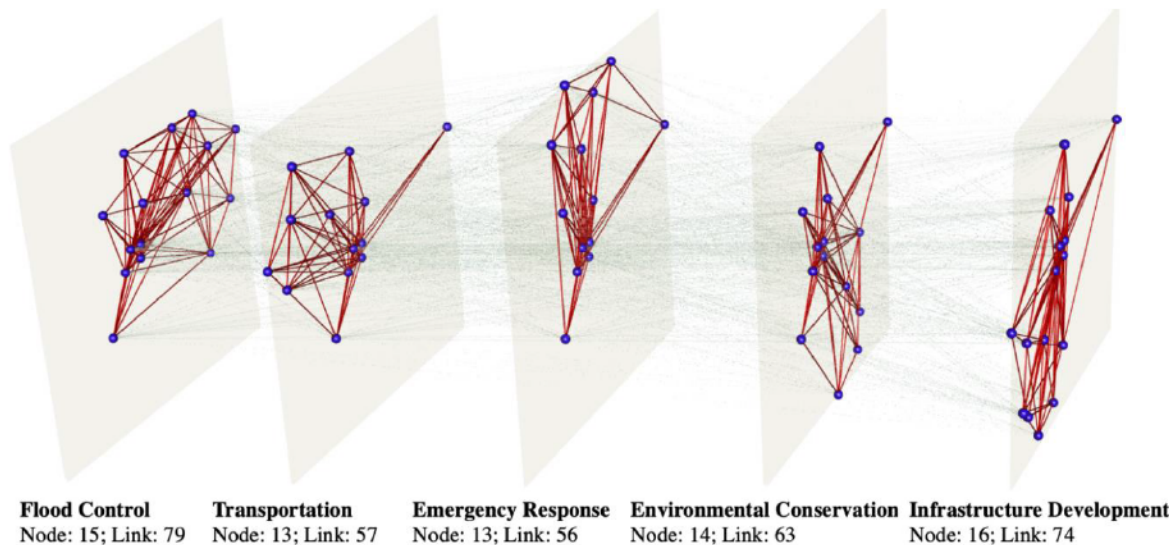 Flood Control Transportation Emergency Response Environmental Conservation Infrastructure Development
Node: 15; Link: 79 Node: 13; Link: 57 Node: 13; Link: 56 Node: 14; Link: 63 Node: 16; Link: 74